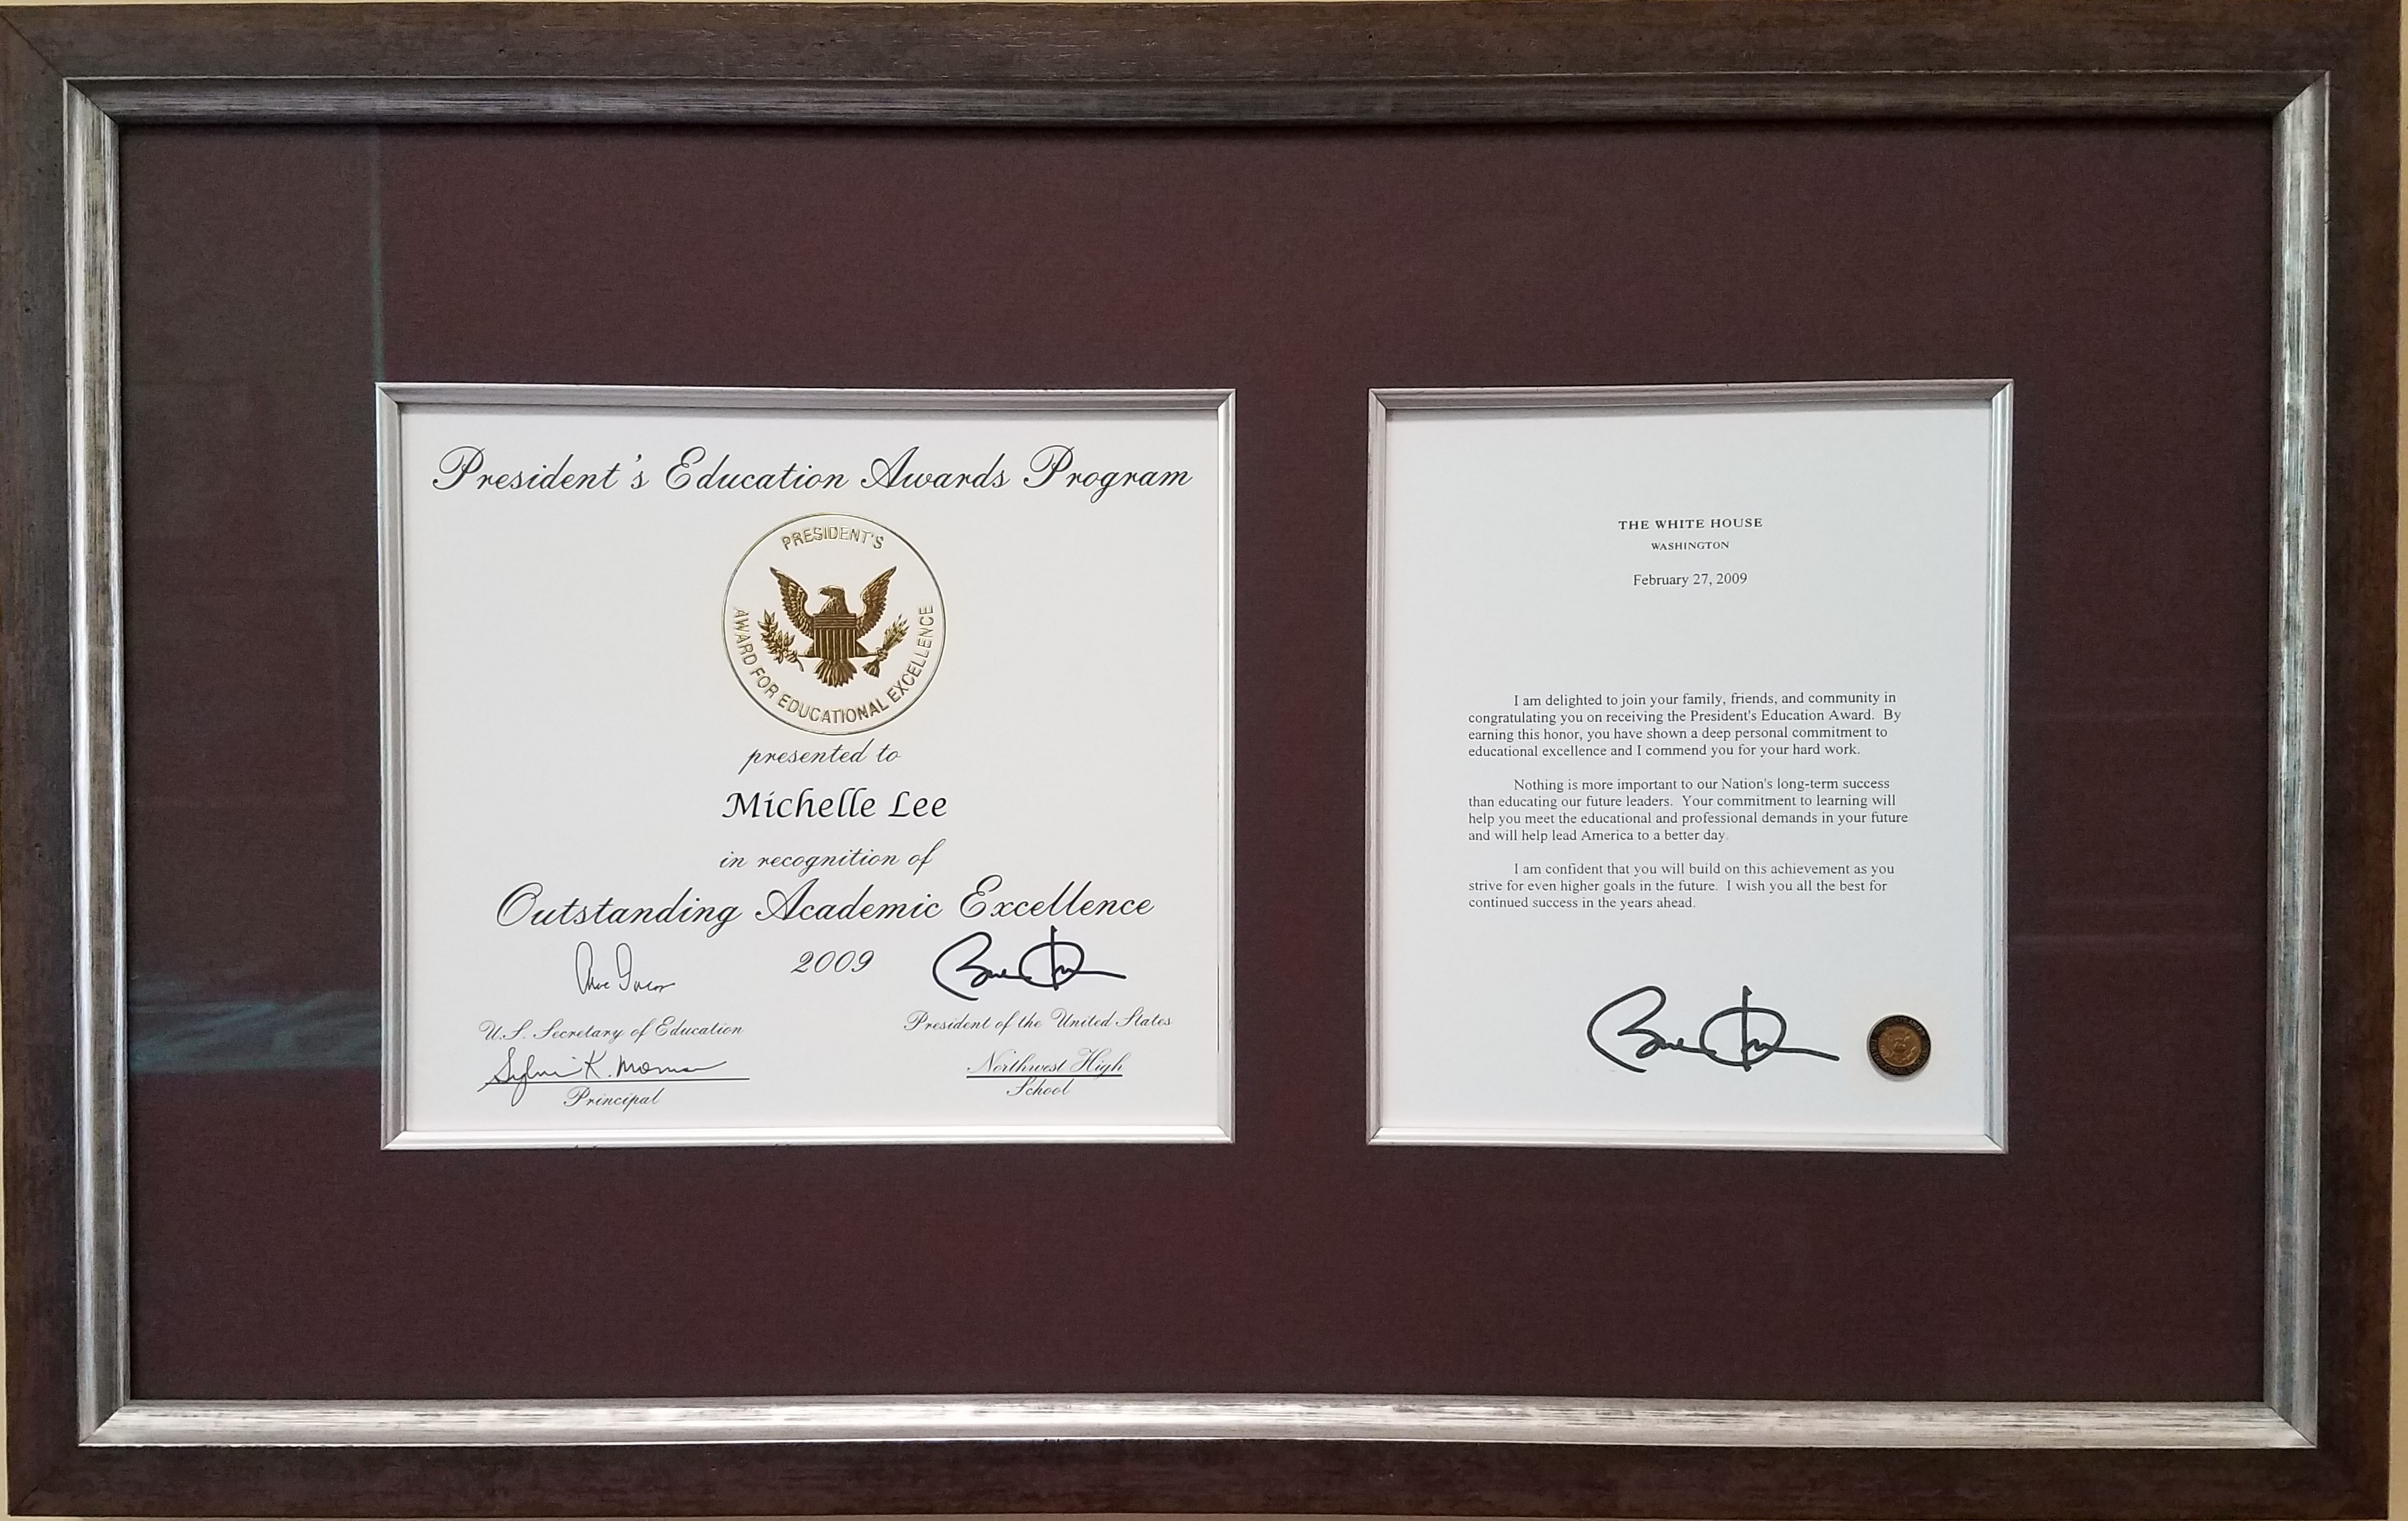 President's Education Awards Program
PRESIDENT'S
AWARD FOR EDUCATIONAL EXCELLENCE
presented to
Michelle Lee
in recognition of
Outstanding Academic Excellence
2009
U.S. Secretary of Education
President of the United States
Sylvia K. Morrison
Principal
Northwest High
School
THE WHITE HOUSE
WASHINGTON
February 27, 2009
I am delighted to join your family, friends, and community in
congratulating you on receiving the President's Education Award. By
earning this honor, you have shown a deep personal commitment to
educational excellence and I commend you for your hard work.
Nothing is more important to our Nation's long-term success
than educating our future leaders. Your commitment to learning will
help you meet the educational and professional demands in your future
and will help lead America to a better day.
I am confident that you will build on this achievement as you
strive for even higher goals in the future. I wish you all the best for
continued success in the years ahead.